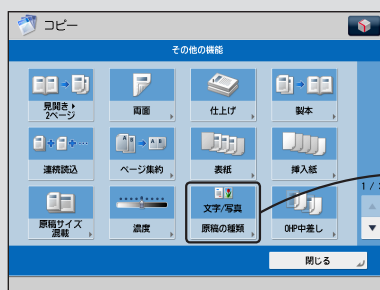 コピー
その他の機能
見開き▶
2ページ
両面
仕上げ
製本
連続読込
ページ集約
表紙
挿入紙
原稿サイズ
混載
濃度
文字/写真
原稿の種類
OHP中差し
1 /
閉じる